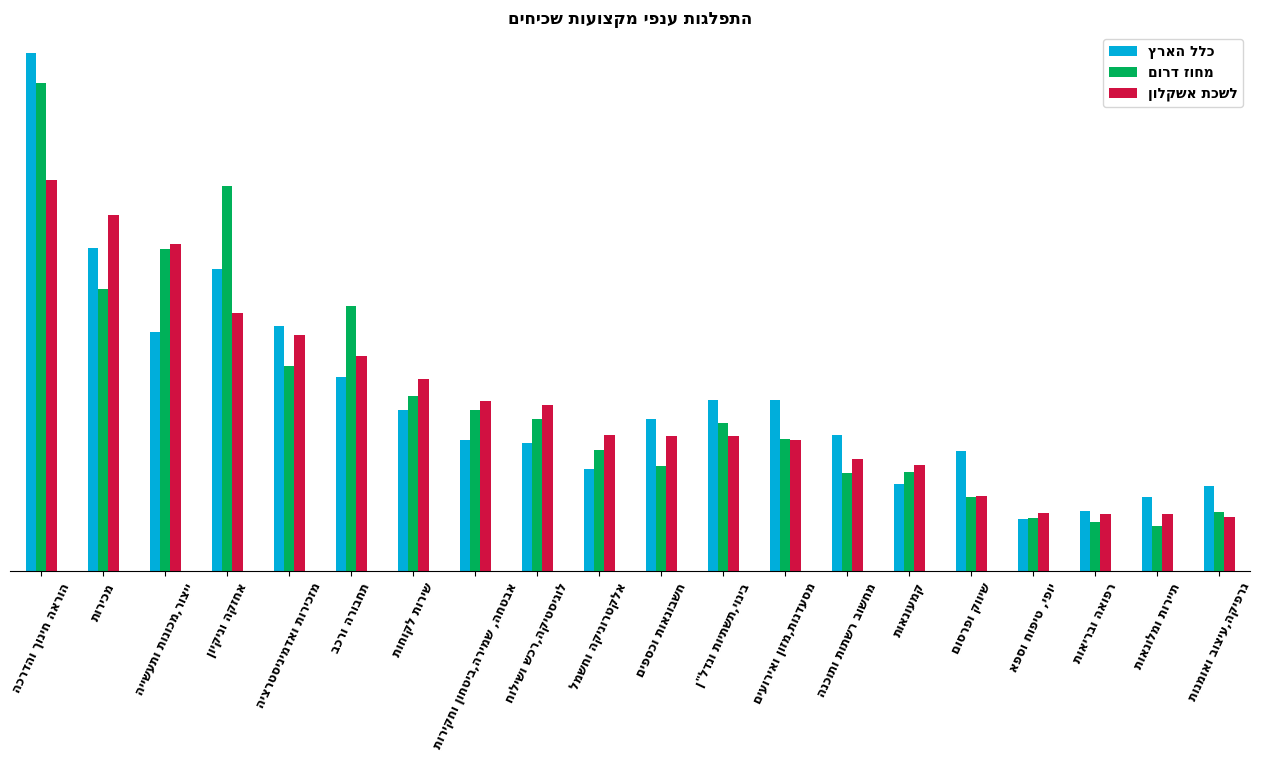 התפלגות ענפי מקצועות שכיחים
כלל הארץ
מחוז דרום
לשכת אשקלון
הוראה חינוך והדרכה
מכירות
ייצור,מכונות ותעשייה
אחזקה וניקיון
מזכירות ואדמיניסטרציה
תחבורה ורכב
שירות לקוחות
אבטחה, שמירה,ביטחון וחקירות
לוגיסטיקה,רכש ושילוח
אלקטרוניקה וחשמל
חשבונאות וכספים
בינוי,תשתיות ונדל"ן
מסעדנות,מזון ואירועים
מחשוב רשתות ותוכנה
קמעונאות
שיווק ופרסום
יופי, טיפוח וספא
רפואה ובריאות
תיירות ומלונאות
גרפיקה,עיצוב ואומנות